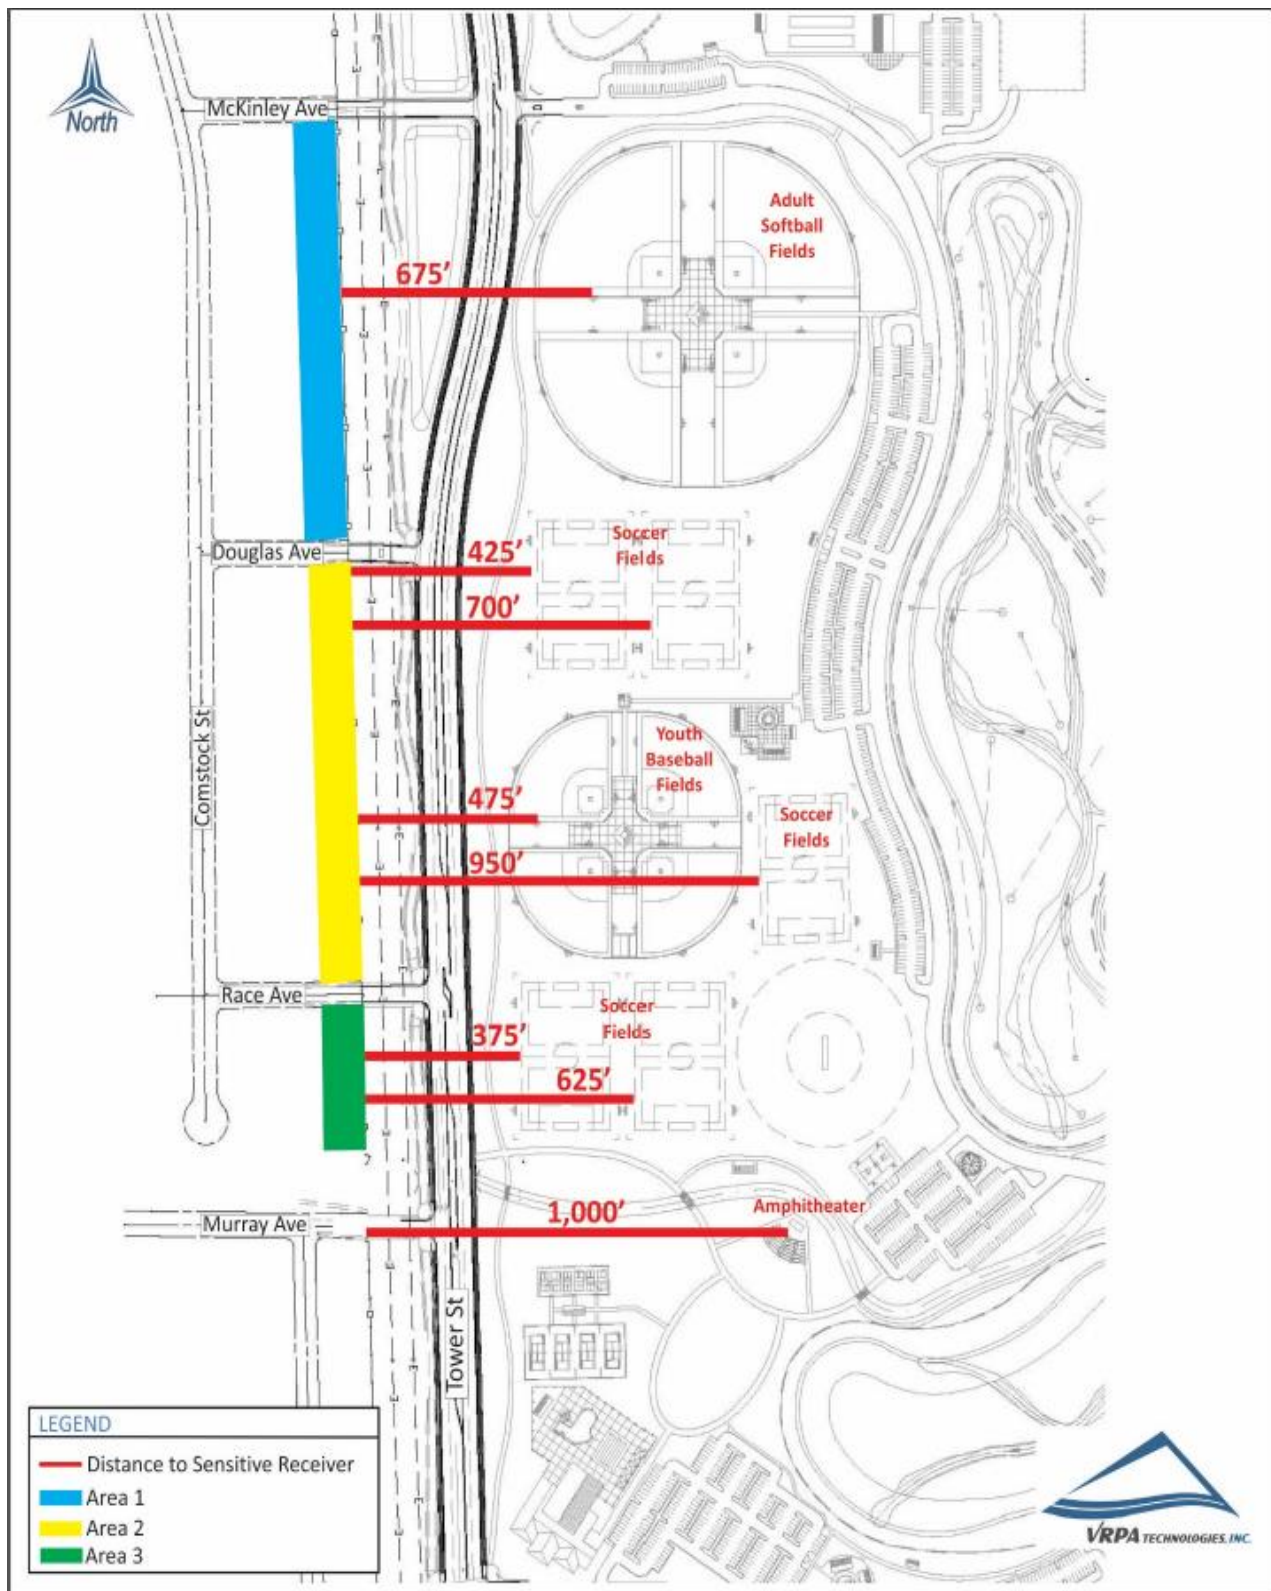 McKinley Ave
North
Adult
Softball
Fields
675’
Douglas Ave
Soccer
Fields
425’
700’
Comstock St
Youth
Baseball
Fields
475’
Soccer
Fields
950’
Race Ave
Soccer
Fields
375’
625’
Amphitheater
1,000’
Murray Ave
Tower St
LEGEND
Distance to Sensitive Receiver
Area 1
Area 2
Area 3
VRPA TECHNOLOGIES, INC.